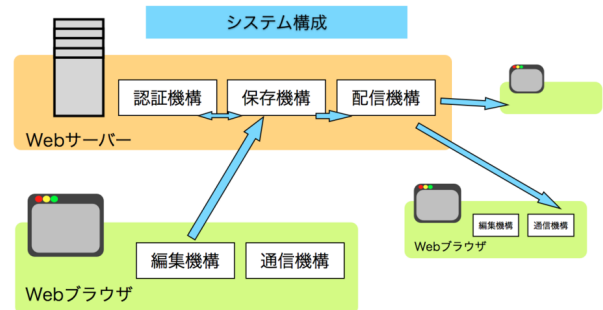 システム構成
認証機構
保存機構
配信機構
Webサーバー
編集機構
通信機構
Webブラウザ
編集機構
通信機構
Webブラウザ